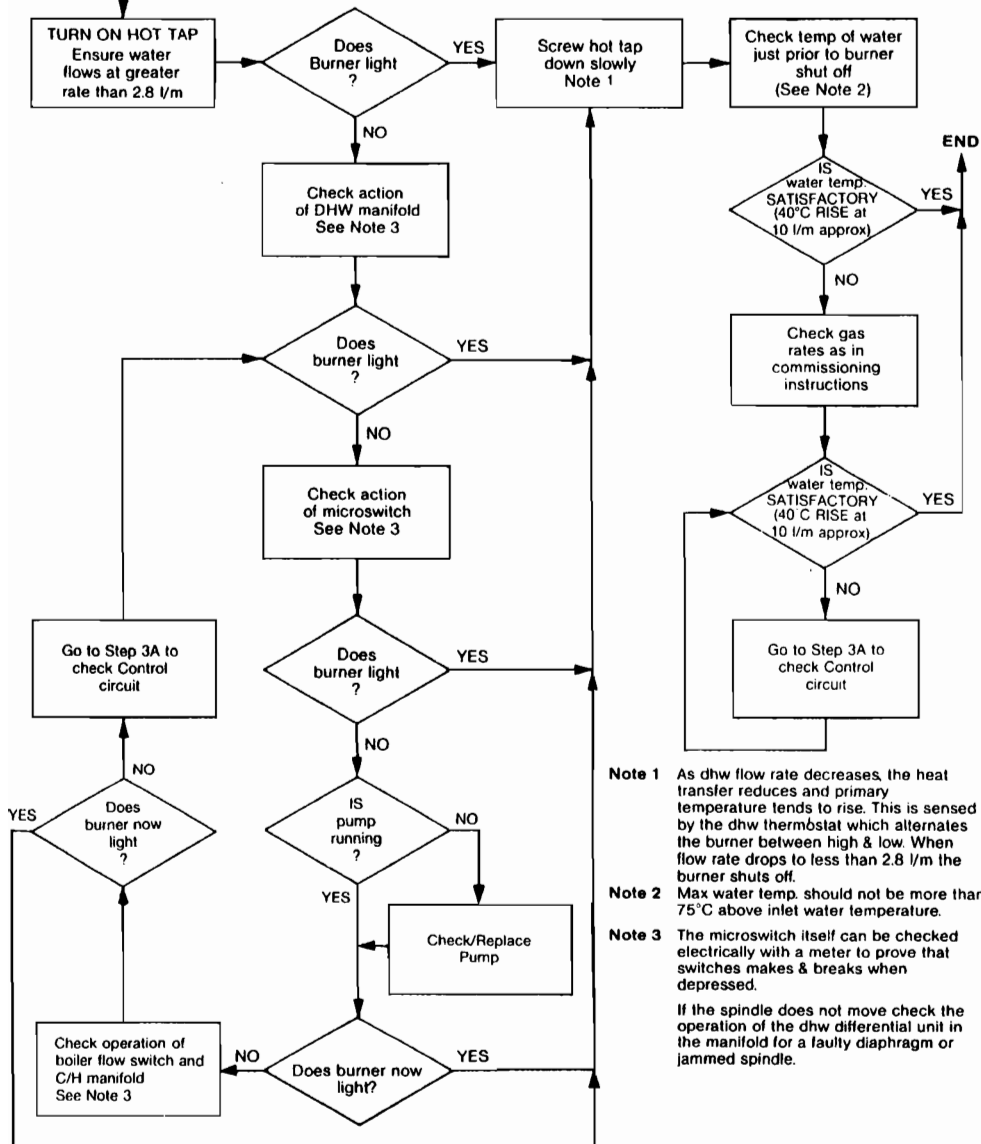 TURN ON HOT TAP
Ensure water
flows at greater
rate than 2.8 l/m
Does
Burner light
?
YES
NO
Screw hot tap
down slowly
Note 1
Check temp of water
just prior to burner
shut off
(See Note 2)
END
IS
water temp.
SATISFACTORY
(40°C RISE at
10 l/m approx)
YES
NO
Check action
of DHW manifold
See Note 3
Does
burner light
?
YES
NO
Check gas
rates as in
commissioning
instructions
IS
water temp.
SATISFACTORY
(40°C RISE at
10 l/m approx)
YES
NO
Go to Step 3A to
check Control
circuit
Check action
of microswitch
See Note 3
Does
burner light
?
YES
NO
Go to Step 3A to
check Control
circuit
NO
YES
Does
burner now
light
?
IS
pump
running
?
NO
YES
Check/Replace
Pump
Check operation of
boiler flow switch and
C/H manifold
See Note 3
NO
Does burner now
light?
YES
Note 1 As dhw flow rate decreases, the heat
transfer reduces and primary
temperature tends to rise. This is sensed
by the dhw thermostat which alternates
the burner between high & low. When
flow rate drops to less than 2.8 l/m the
burner shuts off.
Note 2 Max water temp. should not be more than
75°C above inlet water temperature.
Note 3 The microswitch itself can be checked
electrically with a meter to prove that
switches makes & breaks when
depressed.
If the spindle does not move check the
operation of the dhw differential unit in
the manifold for a faulty diaphragm or
jammed spindle.